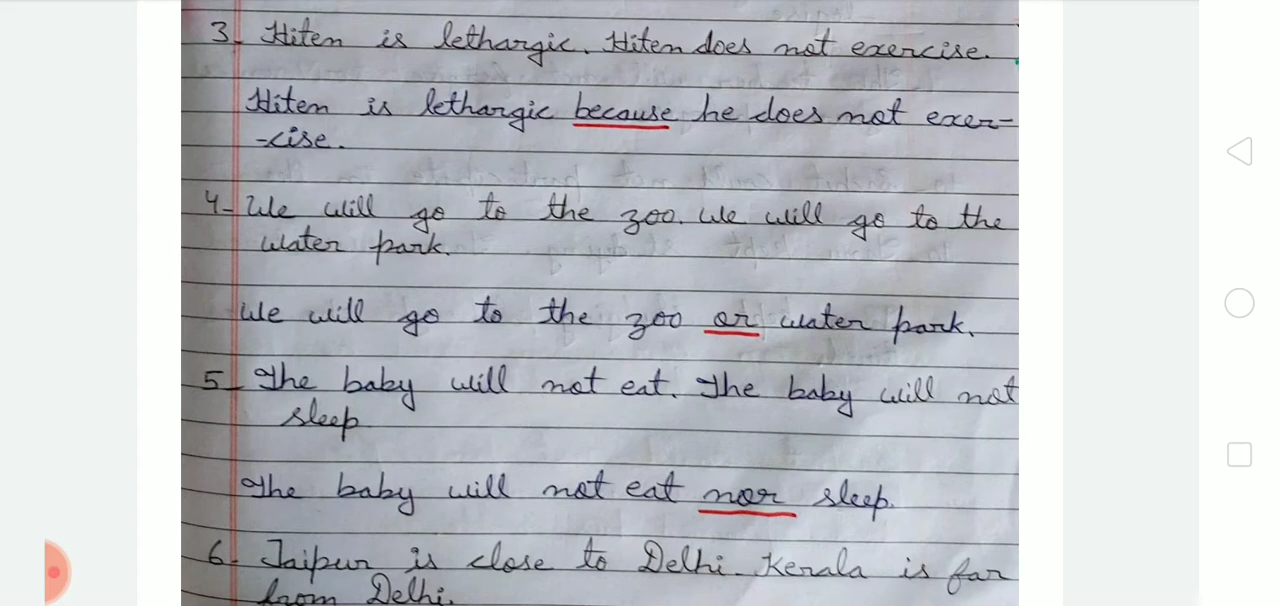 3- Hiten is lethargic. Hiten does not exercise.
Hiten is lethargic because he does not exer-
-cise.
4- We will go to the zoo. We will go to the
water park.
We will go to the zoo or water park.
5- The baby will not eat. The baby will not
sleep
The baby will not eat nor sleep.
6- Jaipur is close to Delhi. Kerala is far
from Delhi.